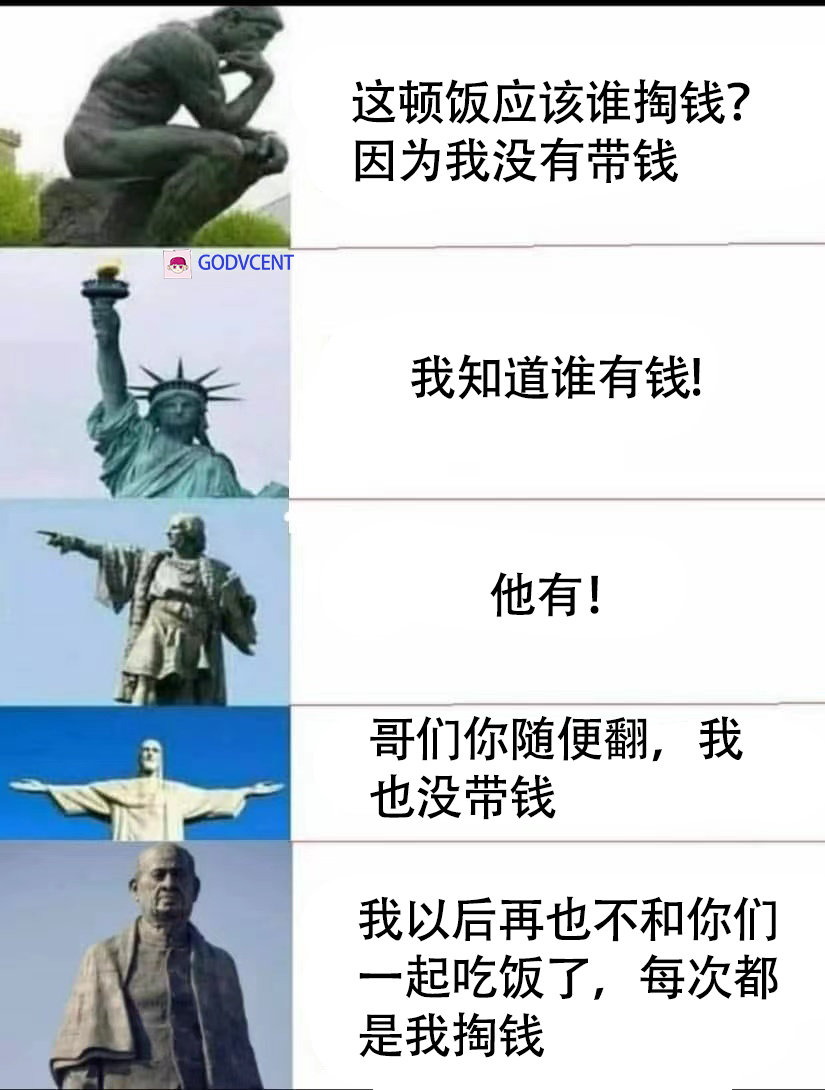 这顿饭应该谁掏钱？
因为我没有带钱
GODVCENT
我知道谁有钱!
他有！
哥们你随便翻，我
也没带钱
我以后再也不和你们
一起吃饭了，每次都
是我掏钱